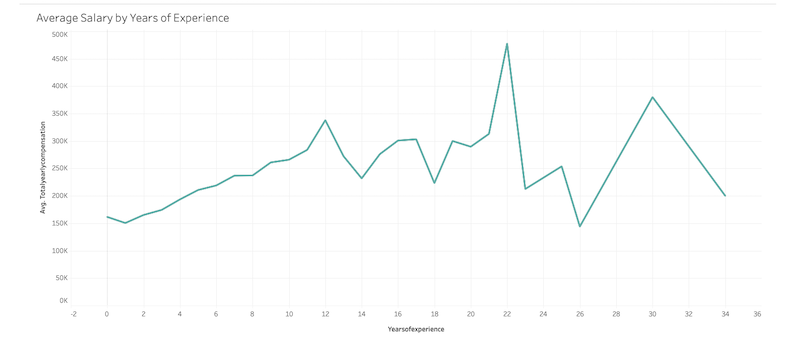 Average Salary by Years of Experience
500K
450K
400K
350K
300K
250K
200K
150K
100K
50K
0K
Avg. Totalyearlycompensation
-2 0 2 4 6 8 10 12 14 16 18 20 22 24 26 28 30 32 34 36
Yearsofexperience